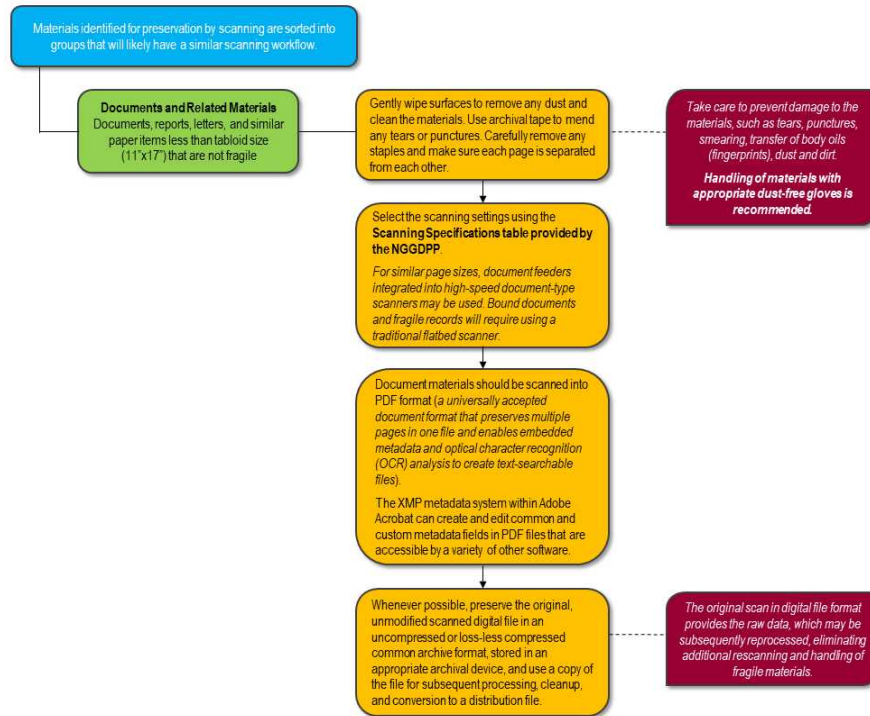 Materials identified for preservation by scanning are sorted into
groups that will likely have a similar scanning workflow.
Documents and Related Materials
Documents, reports, letters, and similar
paper items less than tabloid size
(11"x17") that are not fragile
Gently wipe surfaces to remove any dust and
clean the materials. Use archival tape to mend
any tears or punctures. Carefully remove any
staples and make sure each page is separated
from each other.
Take care to prevent damage to the
materials, such as tears, punctures,
smearing, transfer of body oils
(fingerprints), dust and dirt.
Handling of materials with
appropriate dust-free gloves is
recommended.
Select the scanning settings using the
Scanning Specifications table provided by
the NGGDPP.
For similar page sizes, document feeders
integrated into high-speed document-type
scanners may be used. Bound documents
and fragile records will require using a
traditional flatbed scanner.
Document materials should be scanned into
PDF format (a universally accepted
document format that preserves multiple
pages in one file and enables embedded
metadata and optical character recognition
(OCR) analysis to create text-searchable
files).
The XMP metadata system within Adobe
Acrobat can create and edit common and
custom metadata fields in PDF files that are
accessible by a variety of other software.
Whenever possible, preserve the original,
unmodified scanned digital file in an
uncompressed or loss-less compressed
common archive format, stored in an
appropriate archival device, and use a copy of
the file for subsequent processing, cleanup,
and conversion to a distribution file.
The original scan in digital file format
provides the raw data, which may be
subsequently reprocessed, eliminating
additional rescanning and handling of
fragile materials.